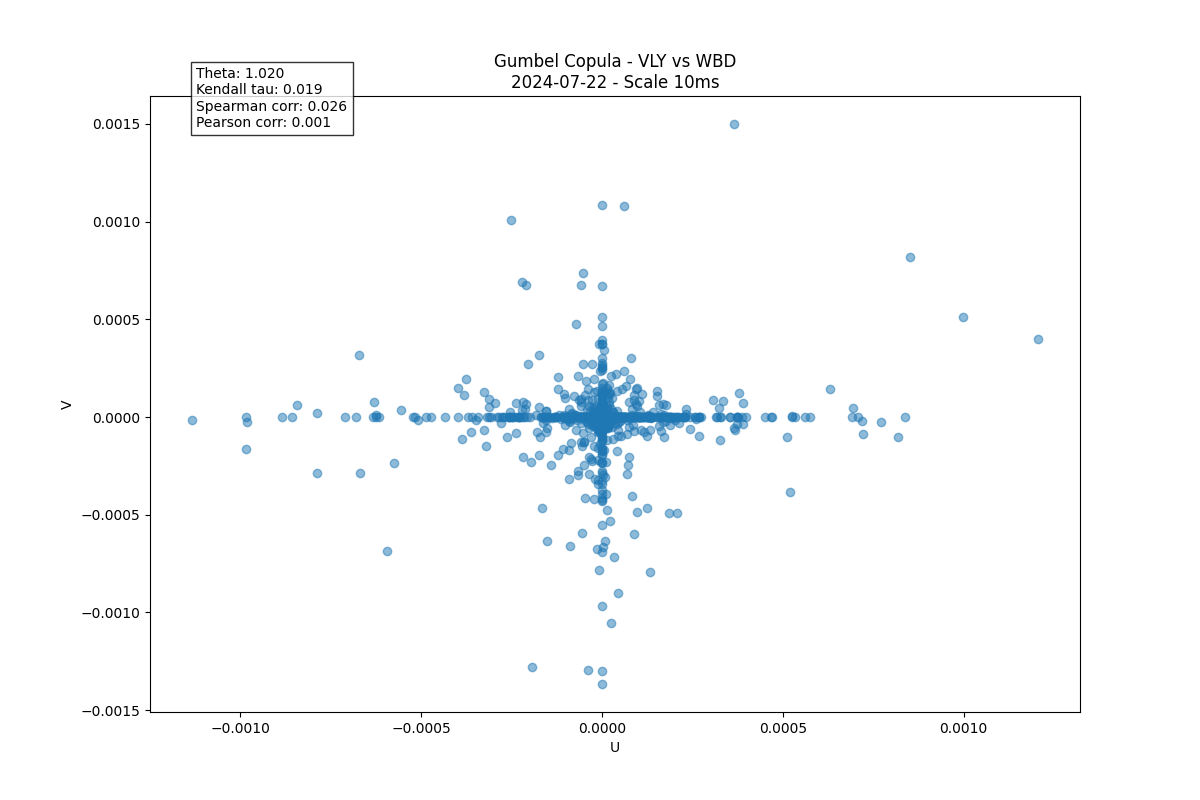 Gumbel Copula - VLY vs WBD
2024-07-22 - Scale 10ms
Theta: 1.020
Kendall tau: 0.019
Spearman corr: 0.026
Pearson corr: 0.001
0.0015
0.0010
0.0005
0.0000
−0.0005
−0.0010
−0.0015
V
−0.0010
−0.0005
0.0000
0.0005
0.0010
U